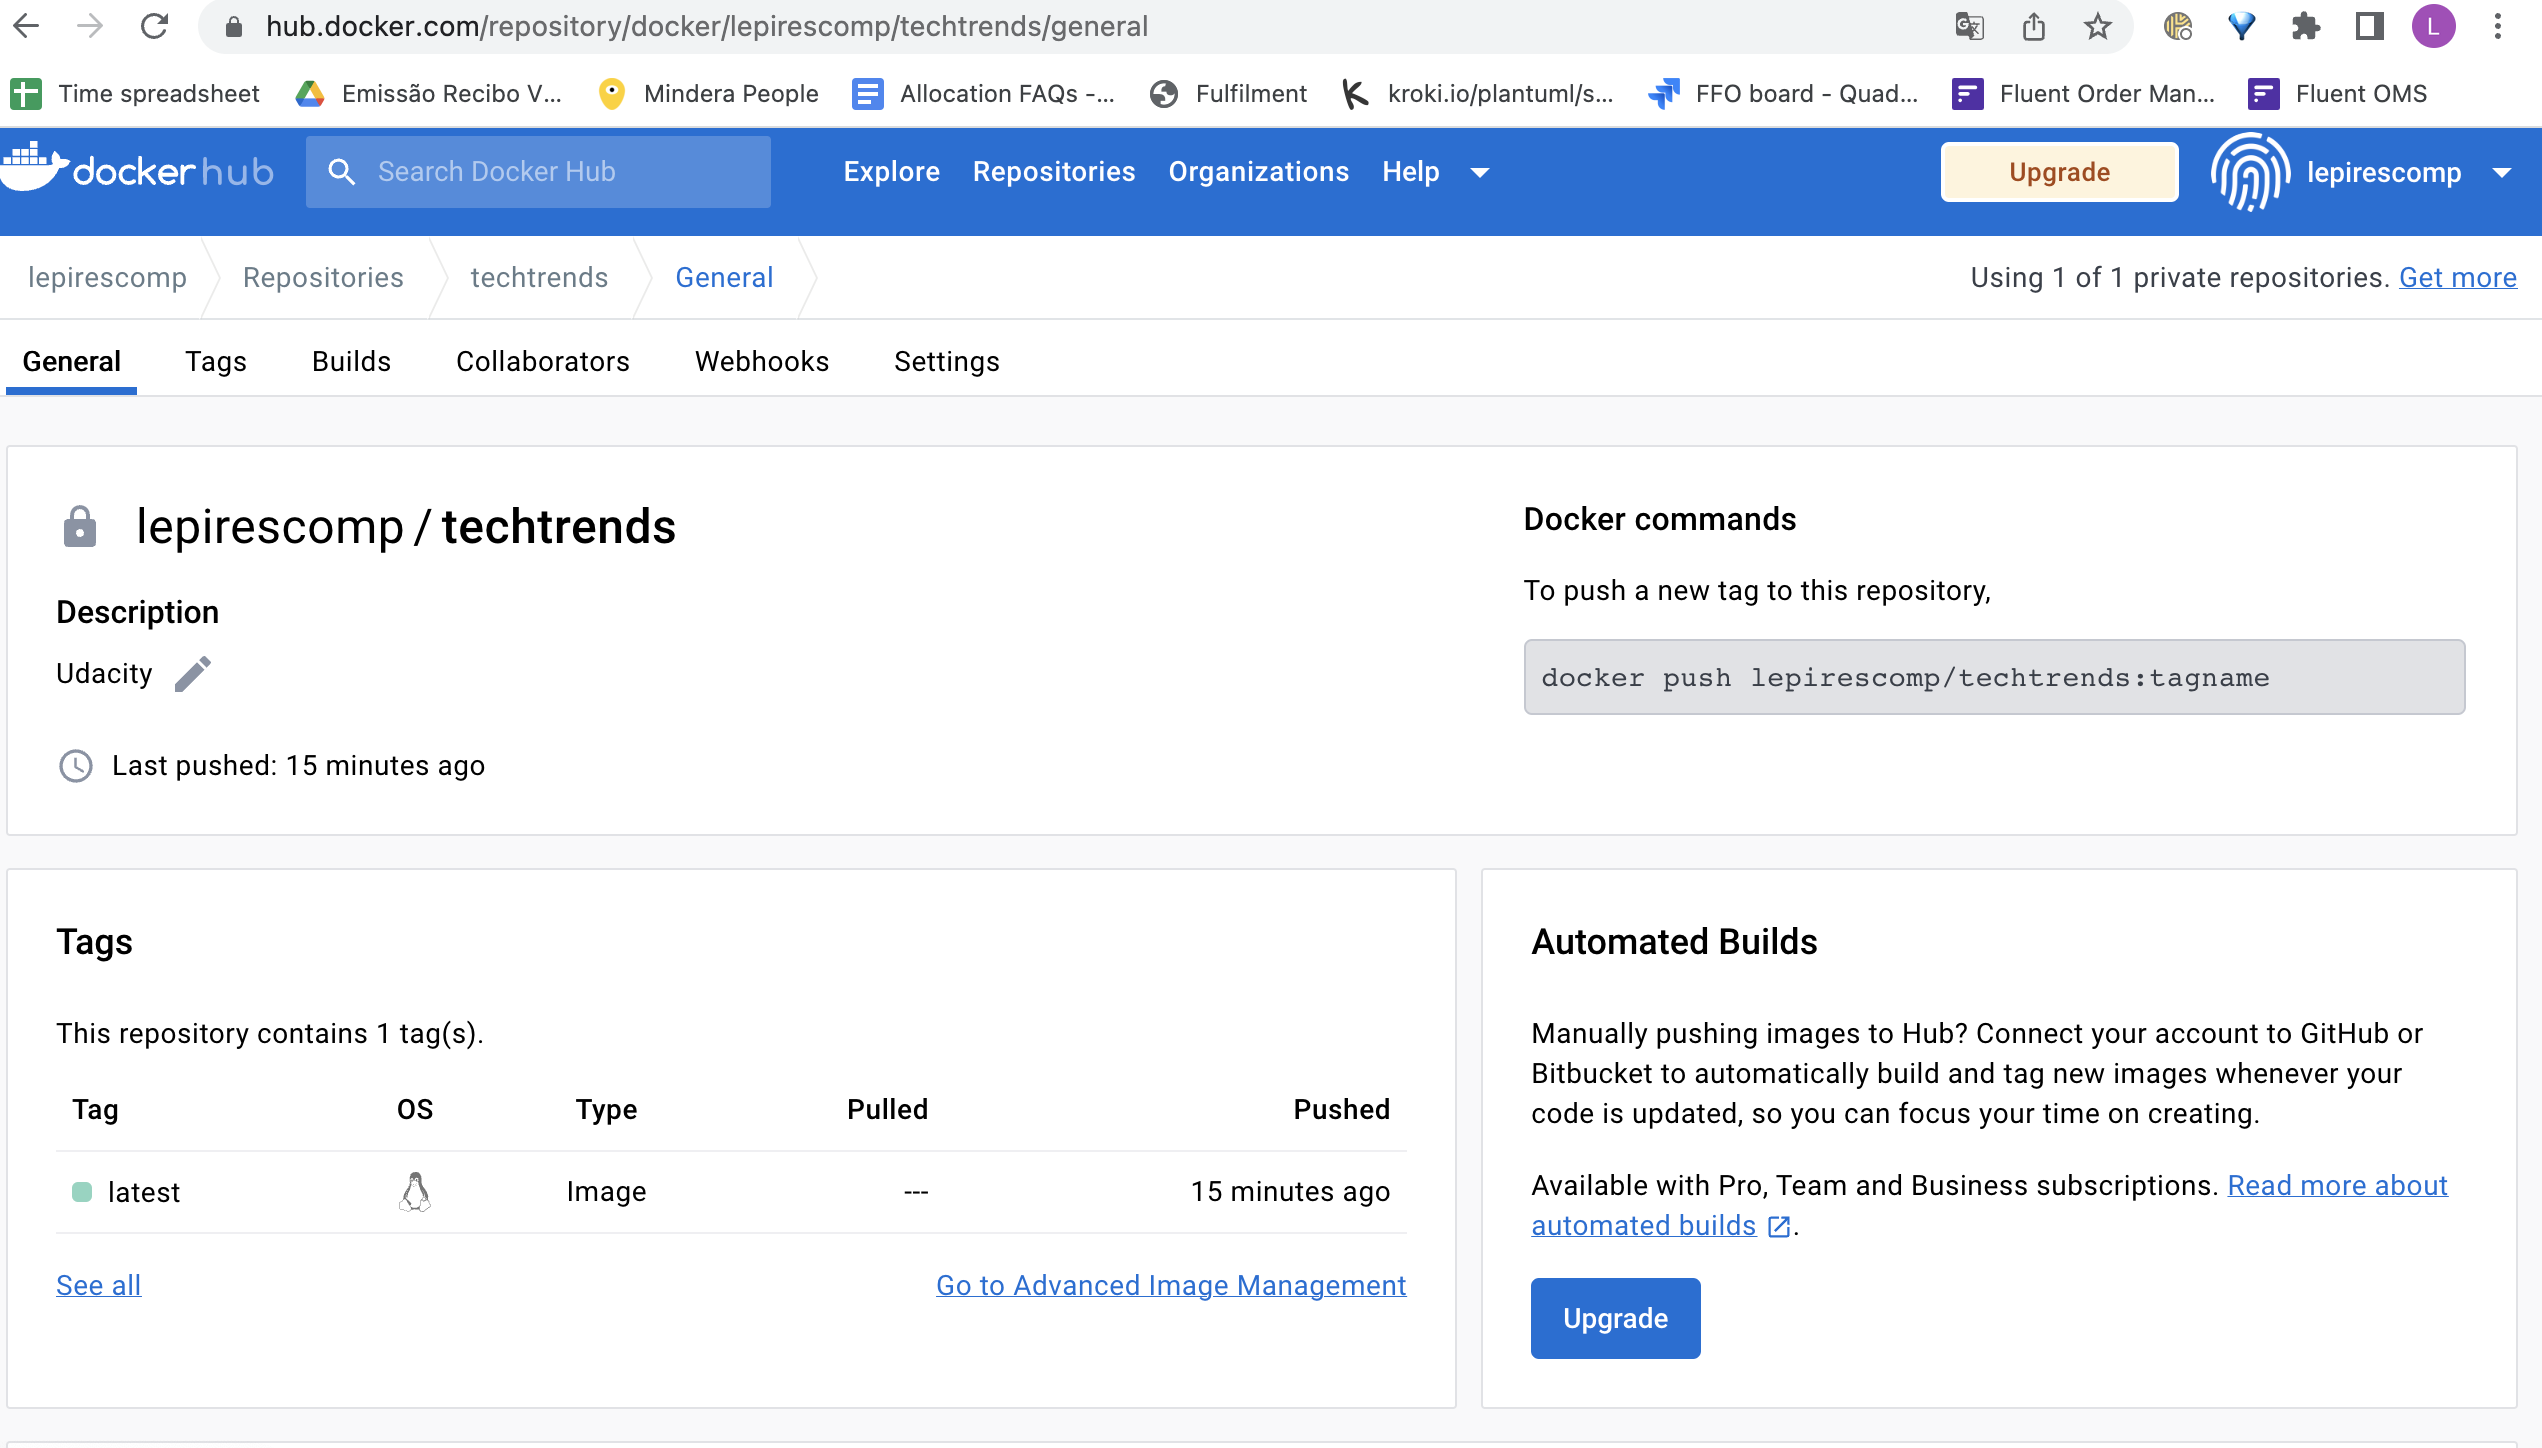 hub.docker.com/repository/docker/lepirescomp/techtrends/general
L
Time spreadsheet
Emissão Recibo V...
Mindera People
Allocation FAQs -...
Fulfilment
kroki.io/plantuml/s...
FFO board - Quad...
Fluent Order Man...
Fluent OMS
docker hub
Search Docker Hub
Explore
Repositories
Organizations
Help
Upgrade
lepirescomp
lepirescomp
Repositories
techtrends
General
Using 1 of 1 private repositories. Get more
General
Tags
Builds
Collaborators
Webhooks
Settings
lepirescomp / techtrends
Description
Udacity
Last pushed: 15 minutes ago
Docker commands
To push a new tag to this repository,
docker push lepirescomp/techtrends:tagname
Tags
This repository contains 1 tag(s).
Tag OS Type Pulled Pushed
latest Image --- 15 minutes ago
See all
Go to Advanced Image Management
Automated Builds
Manually pushing images to Hub? Connect your account to GitHub or
Bitbucket to automatically build and tag new images whenever your
code is updated, so you can focus your time on creating.
Available with Pro, Team and Business subscriptions. Read more about
automated builds .
Upgrade